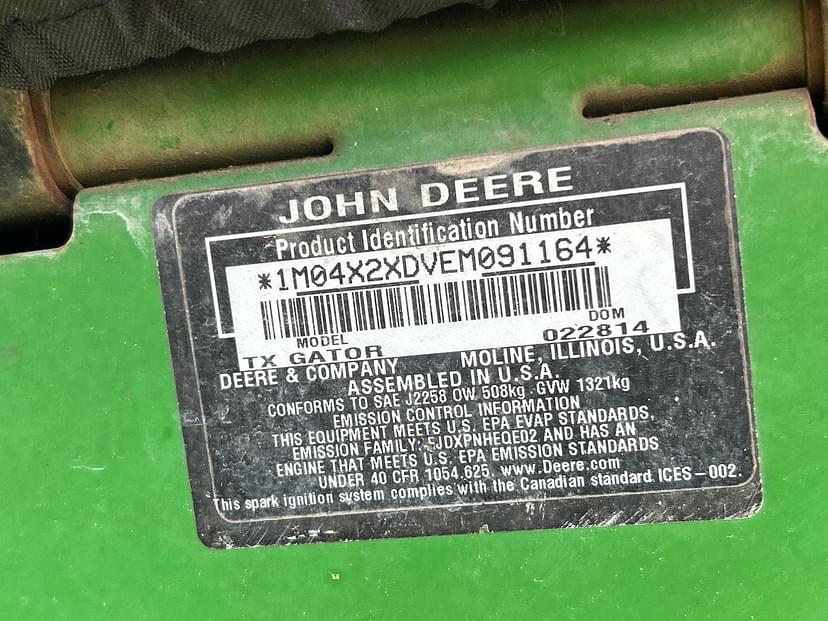 JOHN DEERE
Product Identification Number
*1M04X2XDVEM091164*
MODEL DOM
TX GATOR 022814
DEERE & COMPANY MOLINE, ILLINOIS, U.S.A.
ASSEMBLED IN U.S.A.
CONFORMS TO SAE J2258 OW 508kg GVW 1321kg
EMISSION CONTROL INFORMATION
THIS EQUIPMENT MEETS U.S. EPA EVAP STANDARDS,
EMISSION FAMILY: EJDXPNHEQE02 AND HAS AN
ENGINE THAT MEETS U.S. EPA EMISSION STANDARDS
UNDER 40 CFR 1054.625. www.Deere.com
This spark ignition system complies with the Canadian standard ICES-002.